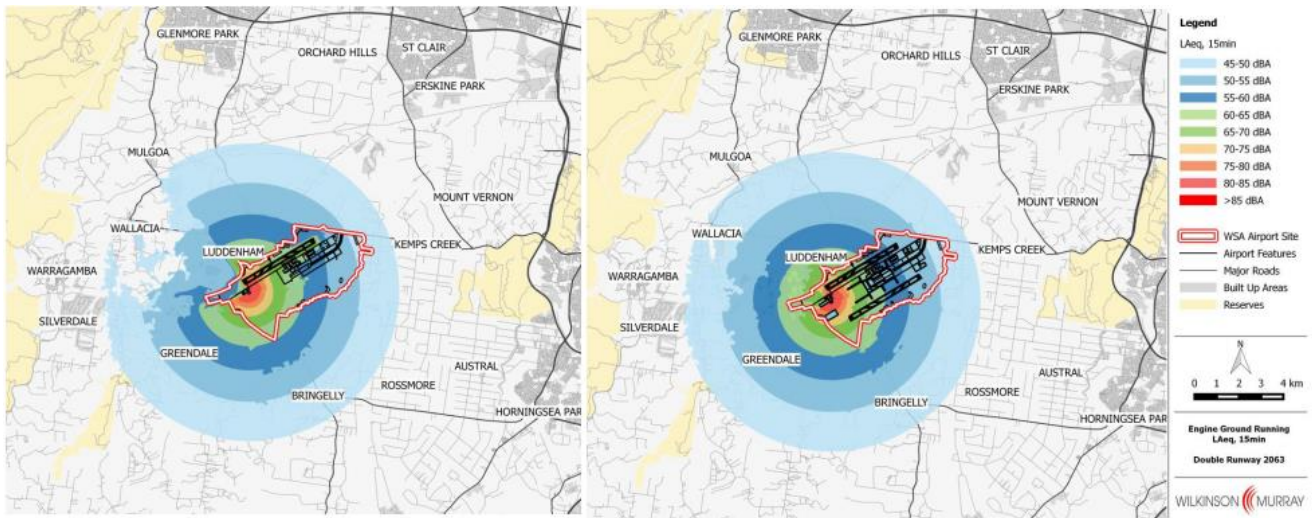 GLENMORE PARK
ORCHARD HILLS
ST CLAIR
ERSKINE PARK
MULGOA
MOUNT VERNON
WALLACIA
LUDDENHAM
KEMPS CREEK
WARRAGAMBA
SILVERDALE
GREENDALE
AUSTRAL
ROSSMORE
BRINGELLY
HORNINGSEA PAR
GLENMORE PARK
ORCHARD HILLS
ST CLAIR
ERSKINE PARK
MULGOA
MOUNT VERNON
WALLACIA
LUDDENHAM
KEMPS CREEK
WARRAGAMBA
SILVERDALE
GREENDALE
AUSTRAL
ROSSMORE
BRINGELLY
HORNINGSEA PAR
Legend
LAeq, 15min
45-50 dBA
50-55 dBA
55-60 dBA
60-65 dBA
65-70 dBA
70-75 dBA
75-80 dBA
80-85 dBA
>85 dBA
WSA Airport Site
Airport Features
Major Roads
Built Up Areas
Reserves
N
0 1 2 3 4 km
Engine Ground Running
LAeq, 15min
Double Runway 2063
WILKINSON MURRAY